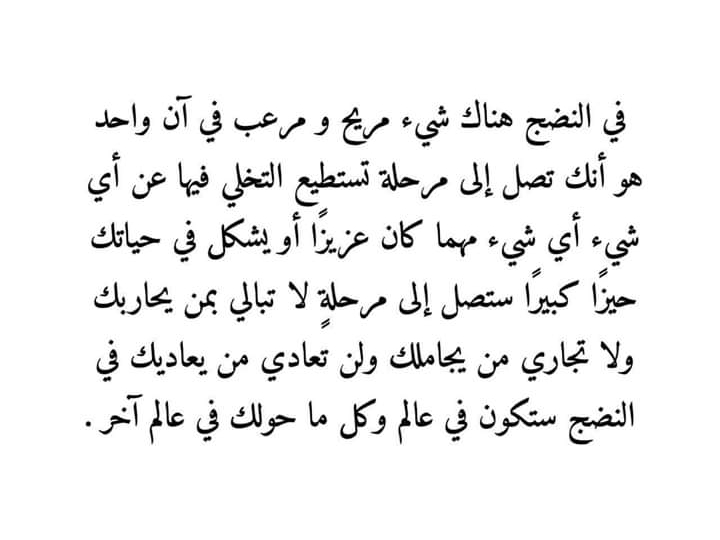 في النضج هناك شيء مريح و مرعب في آن واحد
هو أنك تصل إلى مرحلة تستطيع التخلي فيها عن أي
شيء أي شيء مهما كان عزيزًا أو يشكل في حياتك
حيزًا كبيرًا ستصل إلى مرحلةٍ لا تبالي بمن يحاربك
ولا تجاري من يجاملك ولن تعادي من يعاديك في
النضج ستكون في عالم وكل ما حولك في عالم آخر .